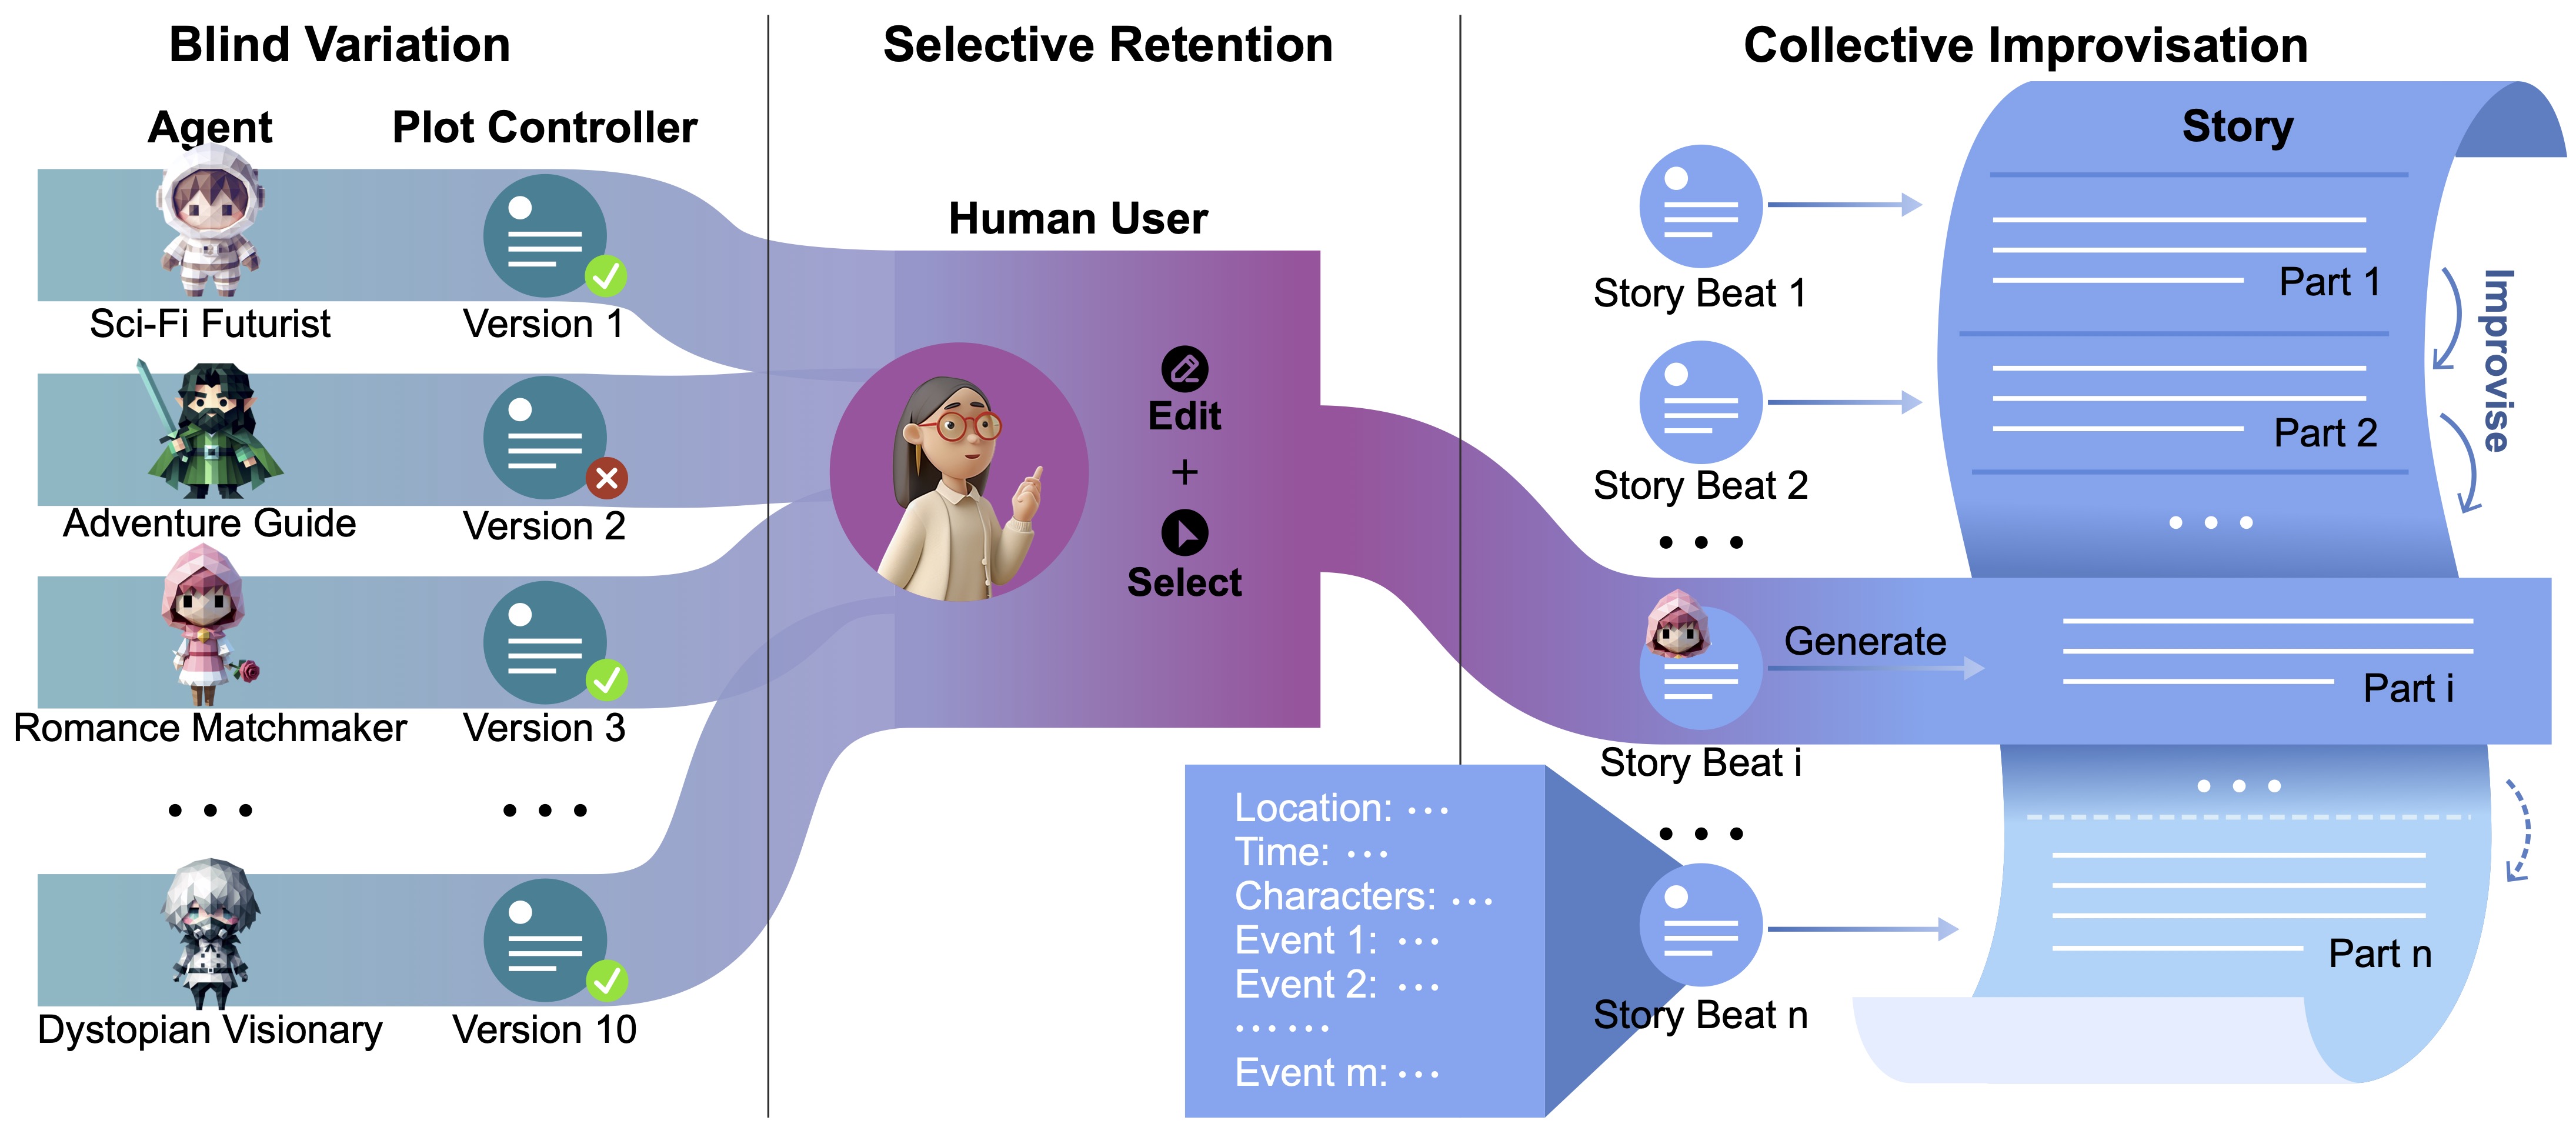 Blind Variation
Selective Retention
Collective Improvisation
Agent
Plot Controller
Sci-Fi Futurist
Version 1
Adventure Guide
Version 2
Romance Matchmaker
Version 3
• • •
• • •
Dystopian Visionary
Version 10
Human User
Edit
+
Select
Story Beat 1
Story Beat 2
• • •
Story Beat i
Generate
• • •
Story Beat n
Location: ···
Time: ···
Characters: ···
Event 1: ···
Event 2: ···
··· ···
Event m: ···
Story
Part 1
Part 2
• • •
Part i
• • •
Part n
Improvise